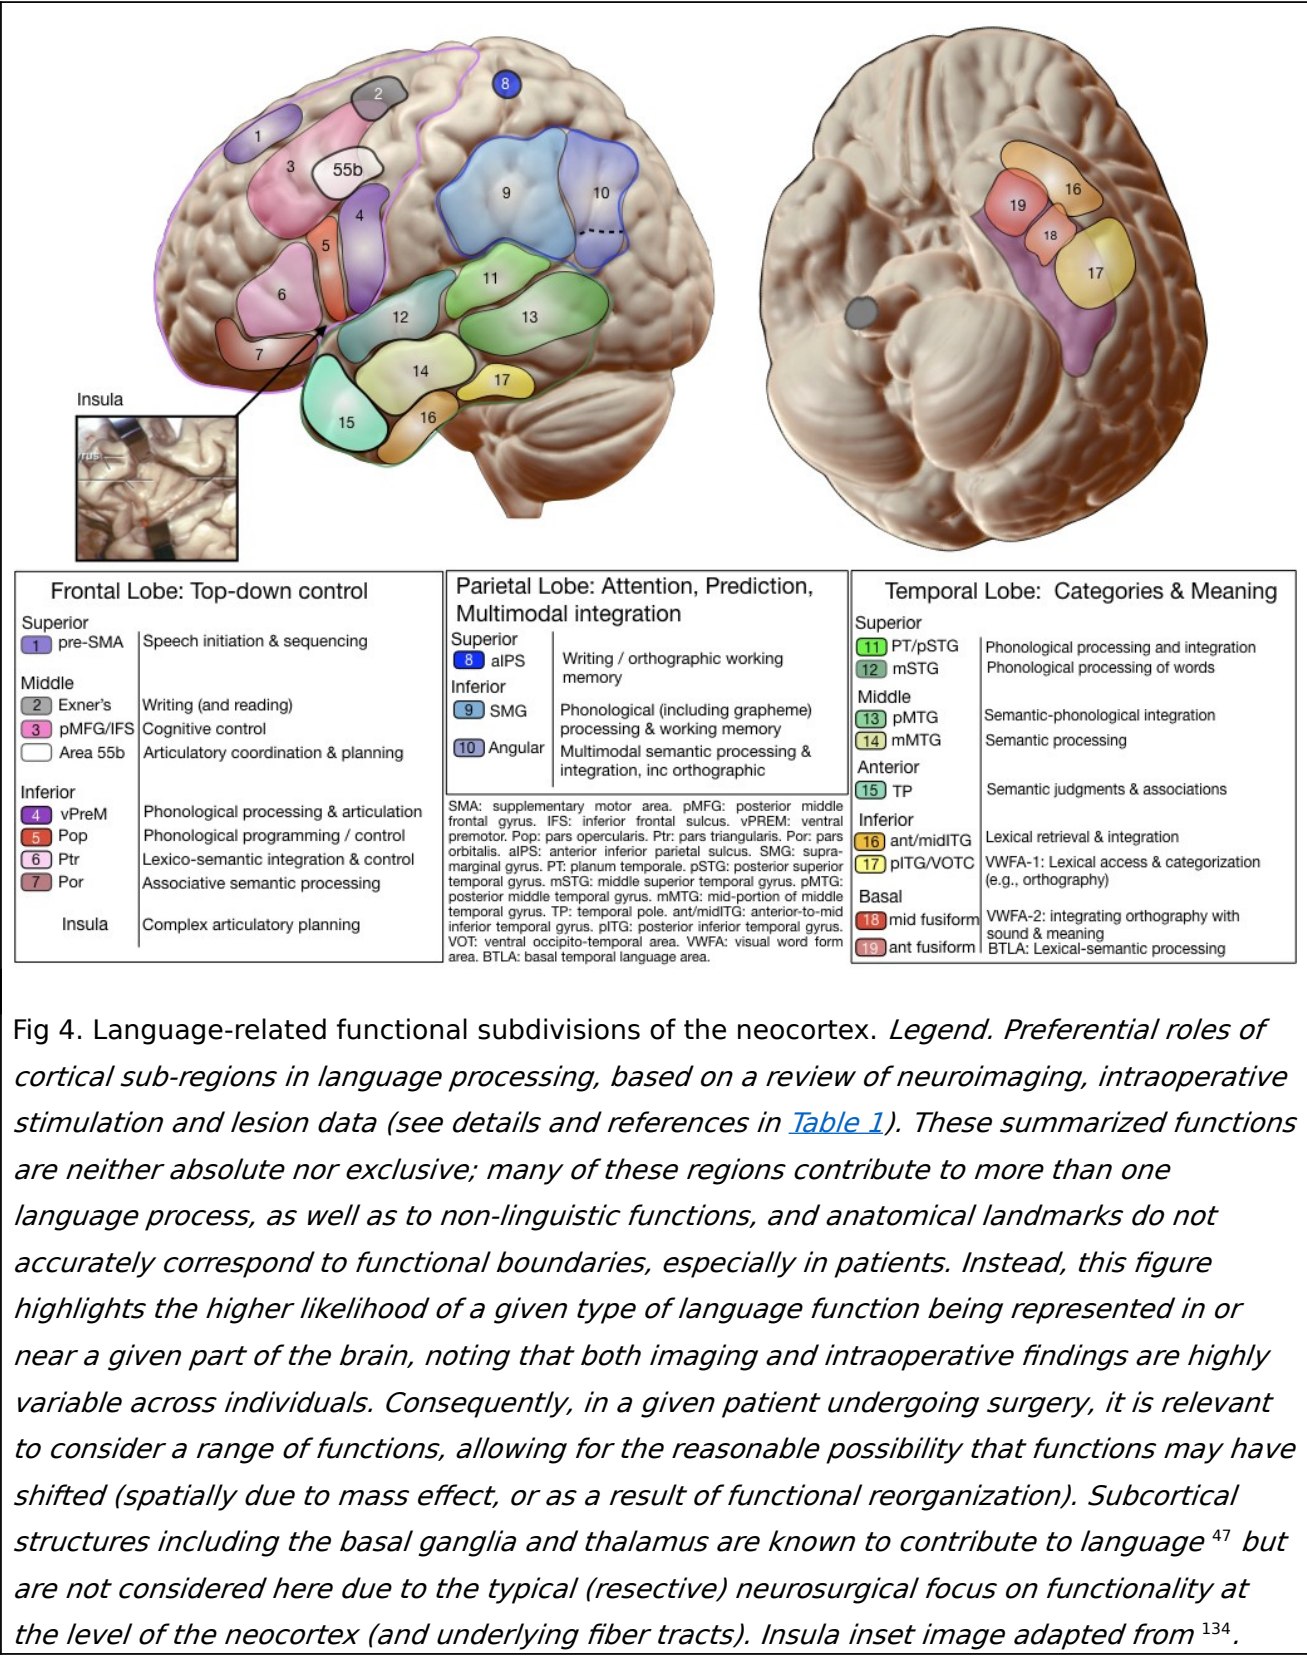 1
2
3
55b
4
5
6
7
8
9
10
11
12
13
14
15
16
17
16
19
18
17
Insula
rus
Frontal Lobe: Top-down control
Superior
1 pre-SMA Speech initiation & sequencing
Middle
2 Exner's Writing (and reading)
3 pMFG/IFS Cognitive control
Area 55b Articulatory coordination & planning
Inferior
4 vPreM Phonological processing & articulation
5 Pop Phonological programming / control
6 Ptr Lexico-semantic integration & control
7 Por Associative semantic processing
Insula Complex articulatory planning
Parietal Lobe: Attention, Prediction,
Multimodal integration
Superior
8 aIPS Writing / orthographic working
memory
Inferior
9 SMG Phonological (including grapheme)
processing & working memory
10 Angular Multimodal semantic processing &
integration, inc orthographic
SMA: supplementary motor area. pMFG: posterior middle
frontal gyrus. IFS: inferior frontal sulcus. vPREM: ventral
premotor. Pop: pars opercularis. Ptr: pars triangularis. Por: pars
orbitalis. aIPS: anterior inferior parietal sulcus. SMG: supra-
marginal gyrus. PT: planum temporale. pSTG: posterior superior
temporal gyrus. mSTG: middle superior temporal gyrus. pMTG:
posterior middle temporal gyrus. mMTG: mid-portion of middle
temporal gyrus. TP: temporal pole. ant/midITG: anterior-to-mid
inferior temporal gyrus. pITG: posterior inferior temporal gyrus.
VOT: ventral occipito-temporal area. VWFA: visual word form
area. BTLA: basal temporal language area.
Temporal Lobe: Categories & Meaning
Superior
11 PT/pSTG Phonological processing and integration
12 mSTG Phonological processing of words
Middle
13 pMTG Semantic-phonological integration
14 mMTG Semantic processing
Anterior
15 TP Semantic judgments & associations
Inferior
16 ant/midITG Lexical retrieval & integration
17 pITG/VOTC VWFA-1: Lexical access & categorization
(e.g., orthography)
Basal
18 mid fusiform VWFA-2: integrating orthography with
sound & meaning
19 ant fusiform BTLA: Lexical-semantic processing
Fig 4. Language-related functional subdivisions of the neocortex. Legend. Preferential roles of
cortical sub-regions in language processing, based on a review of neuroimaging, intraoperative
stimulation and lesion data (see details and references in Table 1). These summarized functions
are neither absolute nor exclusive; many of these regions contribute to more than one
language process, as well as to non-linguistic functions, and anatomical landmarks do not
accurately correspond to functional boundaries, especially in patients. Instead, this figure
highlights the higher likelihood of a given type of language function being represented in or
near a given part of the brain, noting that both imaging and intraoperative findings are highly
variable across individuals. Consequently, in a given patient undergoing surgery, it is relevant
to consider a range of functions, allowing for the reasonable possibility that functions may have
shifted (spatially due to mass effect, or as a result of functional reorganization). Subcortical
structures including the basal ganglia and thalamus are known to contribute to language 47 but
are not considered here due to the typical (resective) neurosurgical focus on functionality at
the level of the neocortex (and underlying fiber tracts). Insula inset image adapted from 134.